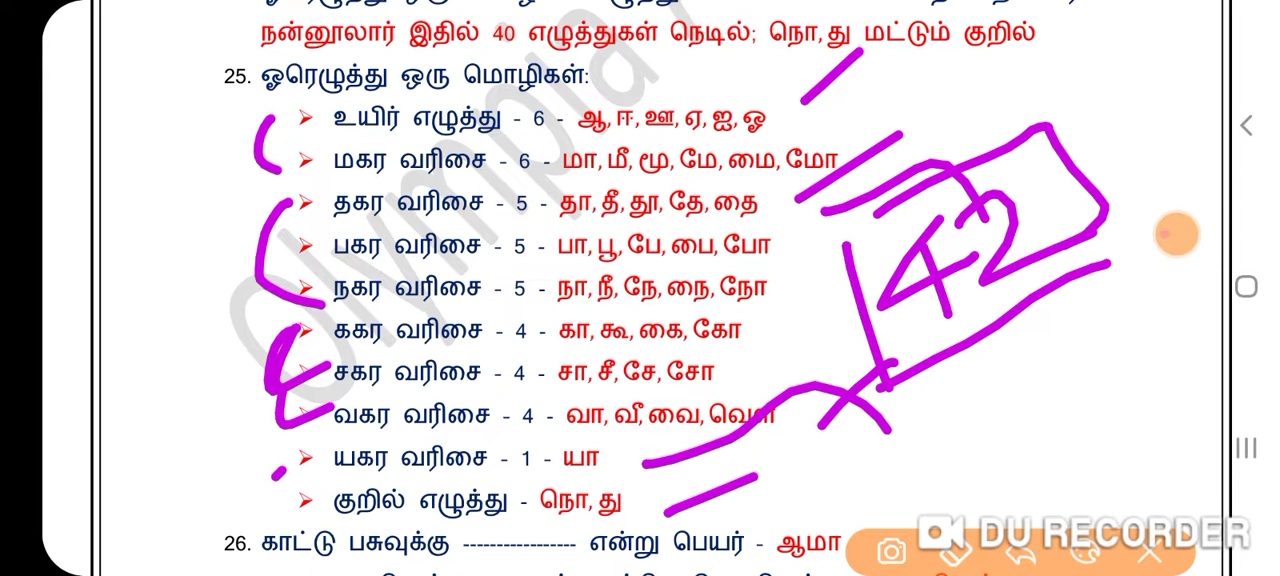 நன்னூலார் இதில் 40 எழுத்துகள் நெடில்; நொ, து மட்டும் குறில்
25. ஓரெழுத்து ஒரு மொழிகள்:
➢ உயிர் எழுத்து - 6 - ஆ, ஈ, ஊ, ஏ, ஐ, ஓ
➢ மகர வரிசை - 6 - மா, மீ, மூ, மே, மை, மோ
➢ தகர வரிசை - 5 - தா, தீ, தூ, தே, தை
➢ பகர வரிசை - 5 - பா, பூ, பே, பை, போ
➢ நகர வரிசை - 5 - நா, நீ, நே, நை, நோ
➢ ககர வரிசை - 4 - கா, கூ, கை, கோ
➢ சகர வரிசை - 4 - சா, சீ, சே, சோ
➢ வகர வரிசை - 4 - வா, வீ, வை, வௌ
➢ யகர வரிசை - 1 - யா
➢ குறில் எழுத்து - நொ, து
26. காட்டு பசுவுக்கு ----------------- என்று பெயர் - ஆமா
42
Olympia
DU RECORDER